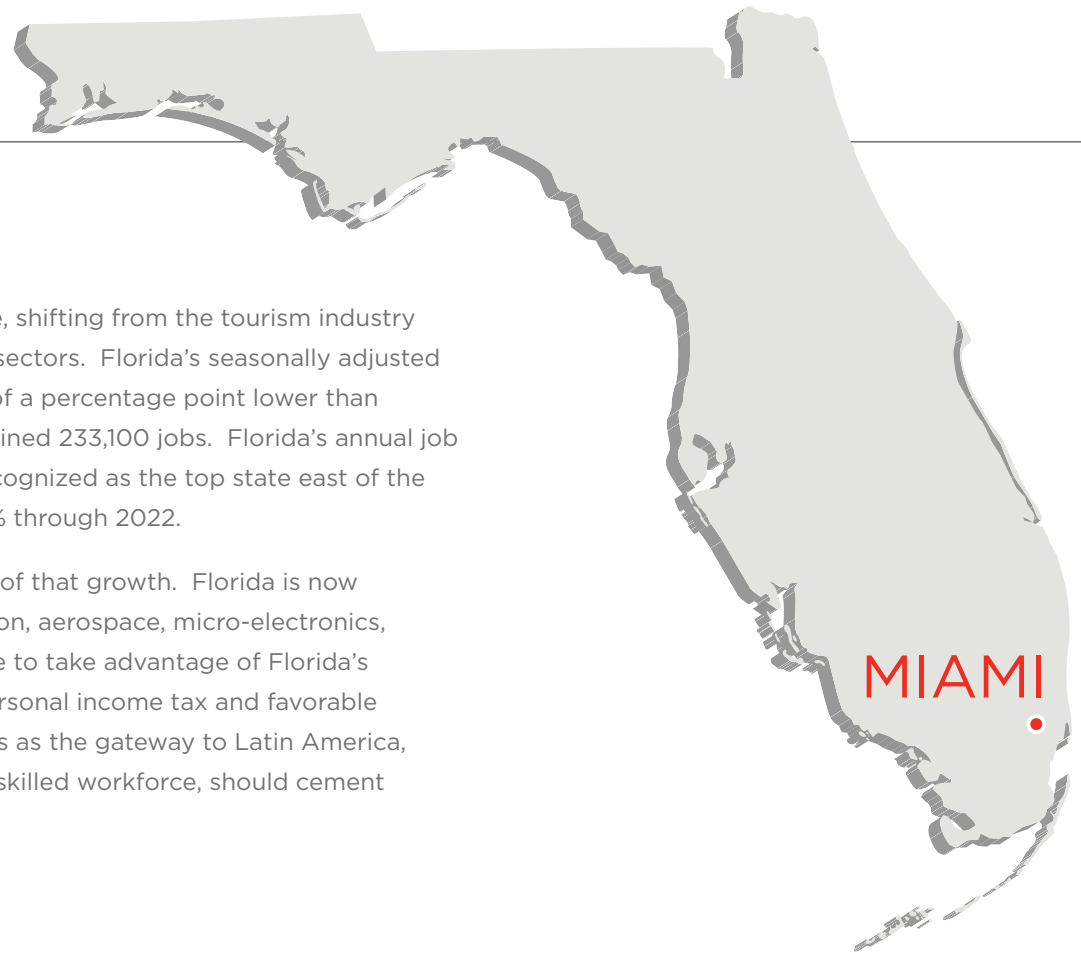 e, shifting from the tourism industry
sectors.  Florida’s seasonally adjusted
of a percentage point lower than
ined 233,100 jobs.  Florida’s annual job
cognized as the top state east of the
% through 2022.
of that growth.  Florida is now
on, aerospace, micro-electronics,
e to take advantage of Florida’s
ersonal income tax and favorable
s as the gateway to Latin America,
skilled workforce, should cement
MIAMI